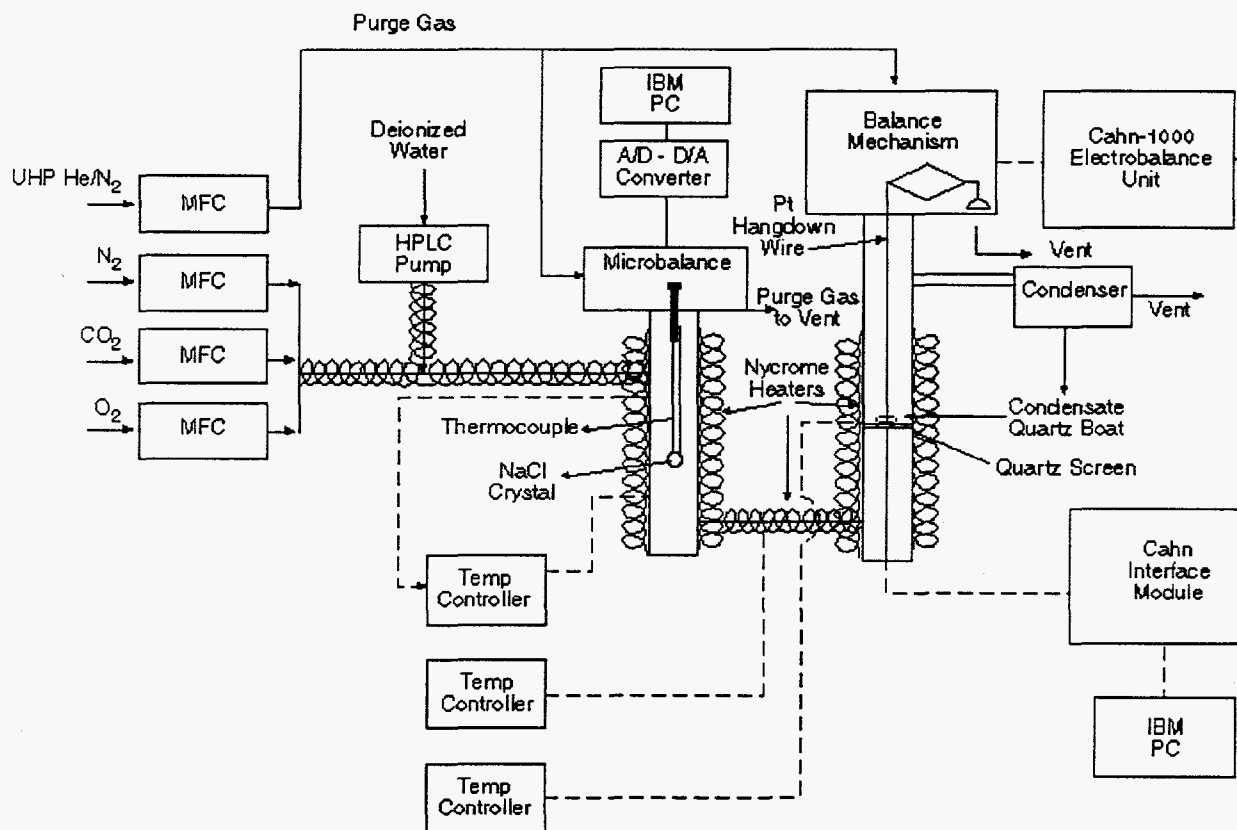 Purge Gas
IBM
PC
Balance
Mechanism
Cahn-1000
Electrobalance
Unit
Deionized
Water
A/D - D/A
Converter
UHP He/N2
MFC
Pt
Hangdown
Wire
HPLC
Pump
N2
MFC
Microbalance
Vent
Condenser
Purge Gas
to Vent
Vent
CO2
MFC
Nycrome
Heaters
O2
MFC
Thermocouple
Condensate
Quartz Boat
NaCl
Crystal
Quartz Screen
Temp
Controller
Cahn
Interface
Module
Temp
Controller
IBM
PC
Temp
Controller